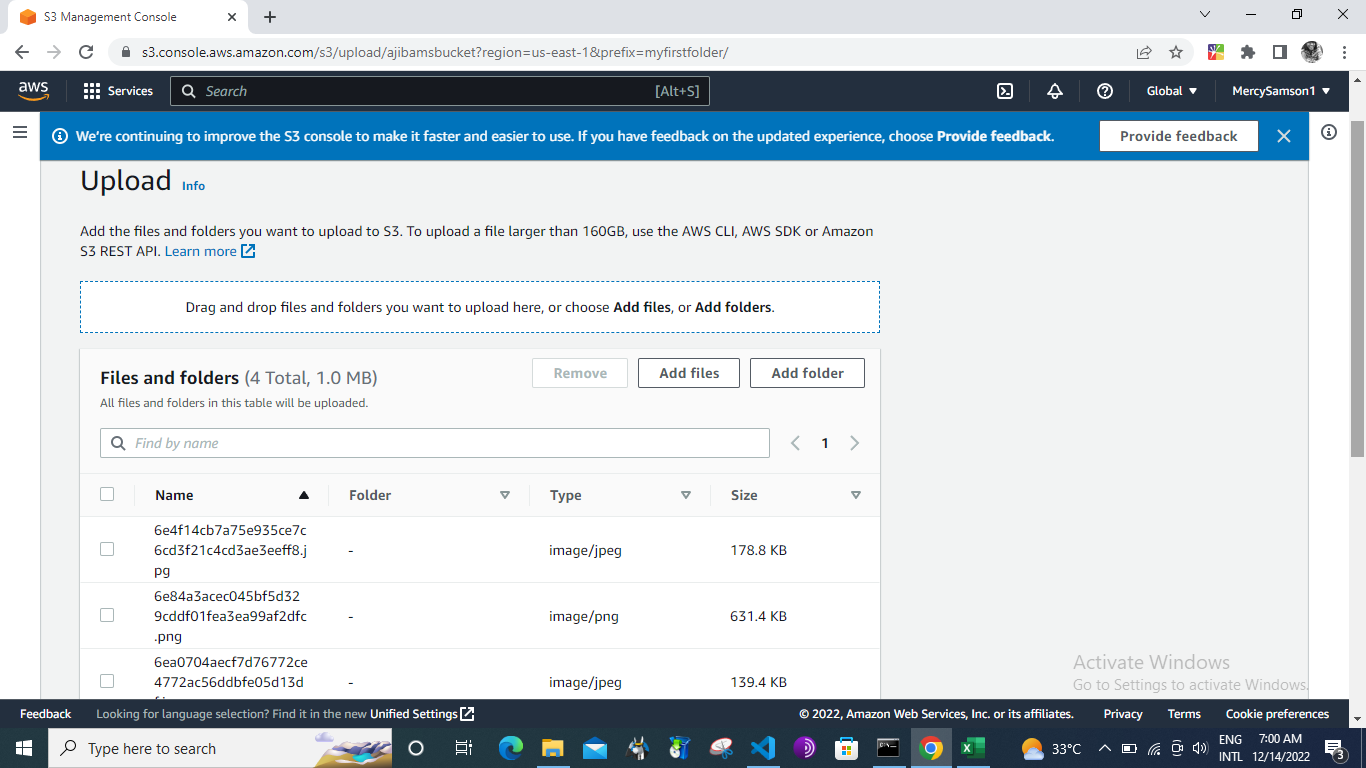 S3 Management Console
s3.console.aws.amazon.com/s3/upload/ajibamsbucket?region=us-east-1&prefix=myfirstfolder/
aws
Services
Search
[Alt+S]
Global
MercySamson1
We're continuing to improve the S3 console to make it faster and easier to use. If you have feedback on the updated experience, choose Provide feedback.
Provide feedback
Upload Info
Add the files and folders you want to upload to S3. To upload a file larger than 160GB, use the AWS CLI, AWS SDK or Amazon
S3 REST API. Learn more
Drag and drop files and folders you want to upload here, or choose Add files, or Add folders.
Files and folders (4 Total, 1.0 MB)
Remove
Add files
Add folder
All files and folders in this table will be uploaded.
Find by name
1
Name Folder Type Size
6e4f14cb7a75e935ce7c
6cd3f21c4cd3ae3eeff8.j
pg
- image/jpeg 178.8 KB
6e84a3acec045bf5d32
9cddf01fea3ea99af2dfc
.png
- image/png 631.4 KB
6ea0704aecf7d76772ce
4772ac56ddbfe05d13d
- image/jpeg 139.4 KB
Activate Windows
Go to Settings to activate Windows.
Feedback
Looking for language selection? Find it in the new Unified Settings
© 2022, Amazon Web Services, Inc. or its affiliates.
Privacy
Terms
Cookie preferences
Type here to search
33°C
ENG
INTL
7:00 AM
12/14/2022
3